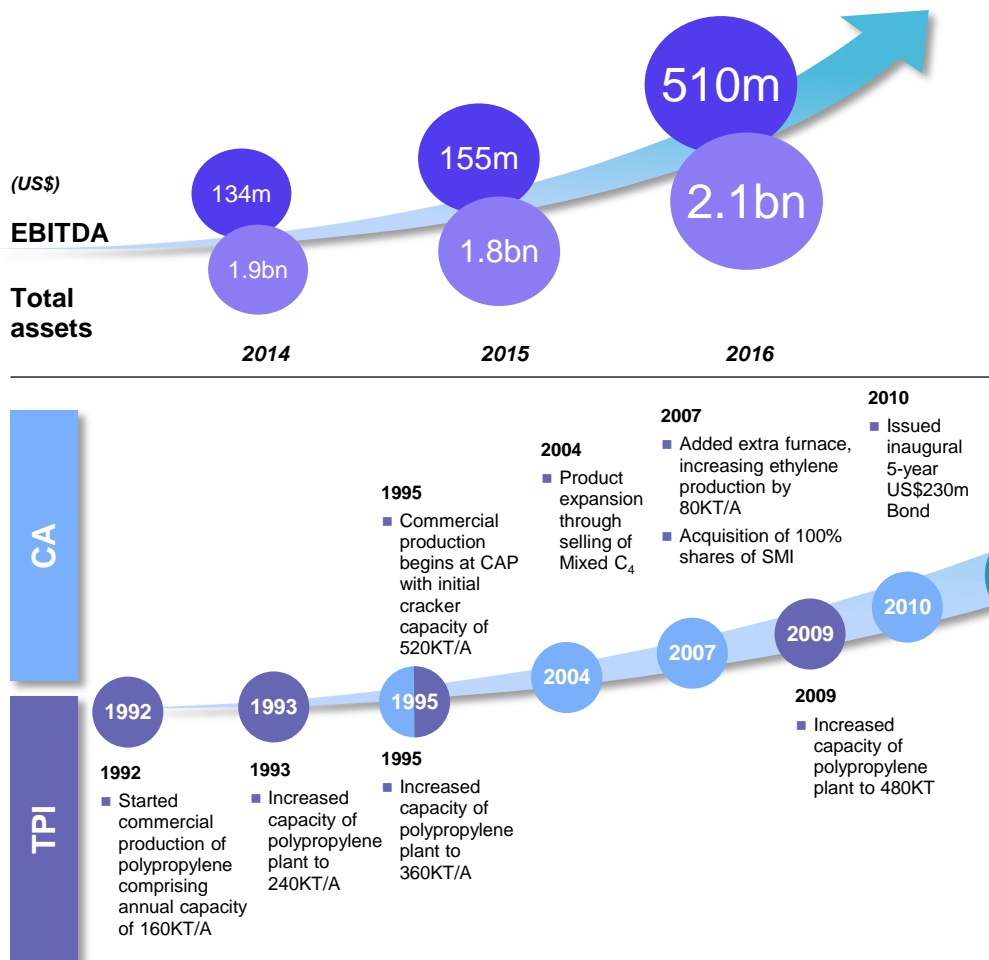 510m
155m
134m
(US$)
EBITDA
2.1bn
1.8bn
1.9bn
Total
assets
2014
2015
2016
CA
1995
■ Commercial
production
begins at CAP
with initial
cracker
capacity of
520KT/A
2004
■ Product
expansion
through
selling of
Mixed C₄
2007
■ Added extra furnace,
increasing ethylene
production by
80KT/A
■ Acquisition of 100%
shares of SMI
2010
■ Issued
inaugural
5-year
US$230m
Bond
1992
1993
1995
2004
2007
2009
2010
TPI
1992
■ Started
commercial
production of
polypropylene
comprising
annual capacity
of 160KT/A
1993
■ Increased
capacity of
polypropylene
plant to
240KT/A
1995
■ Increased
capacity of
polypropylene
plant to
360KT/A
2009
■ Increased
capacity of
polypropylene
plant to 480KT